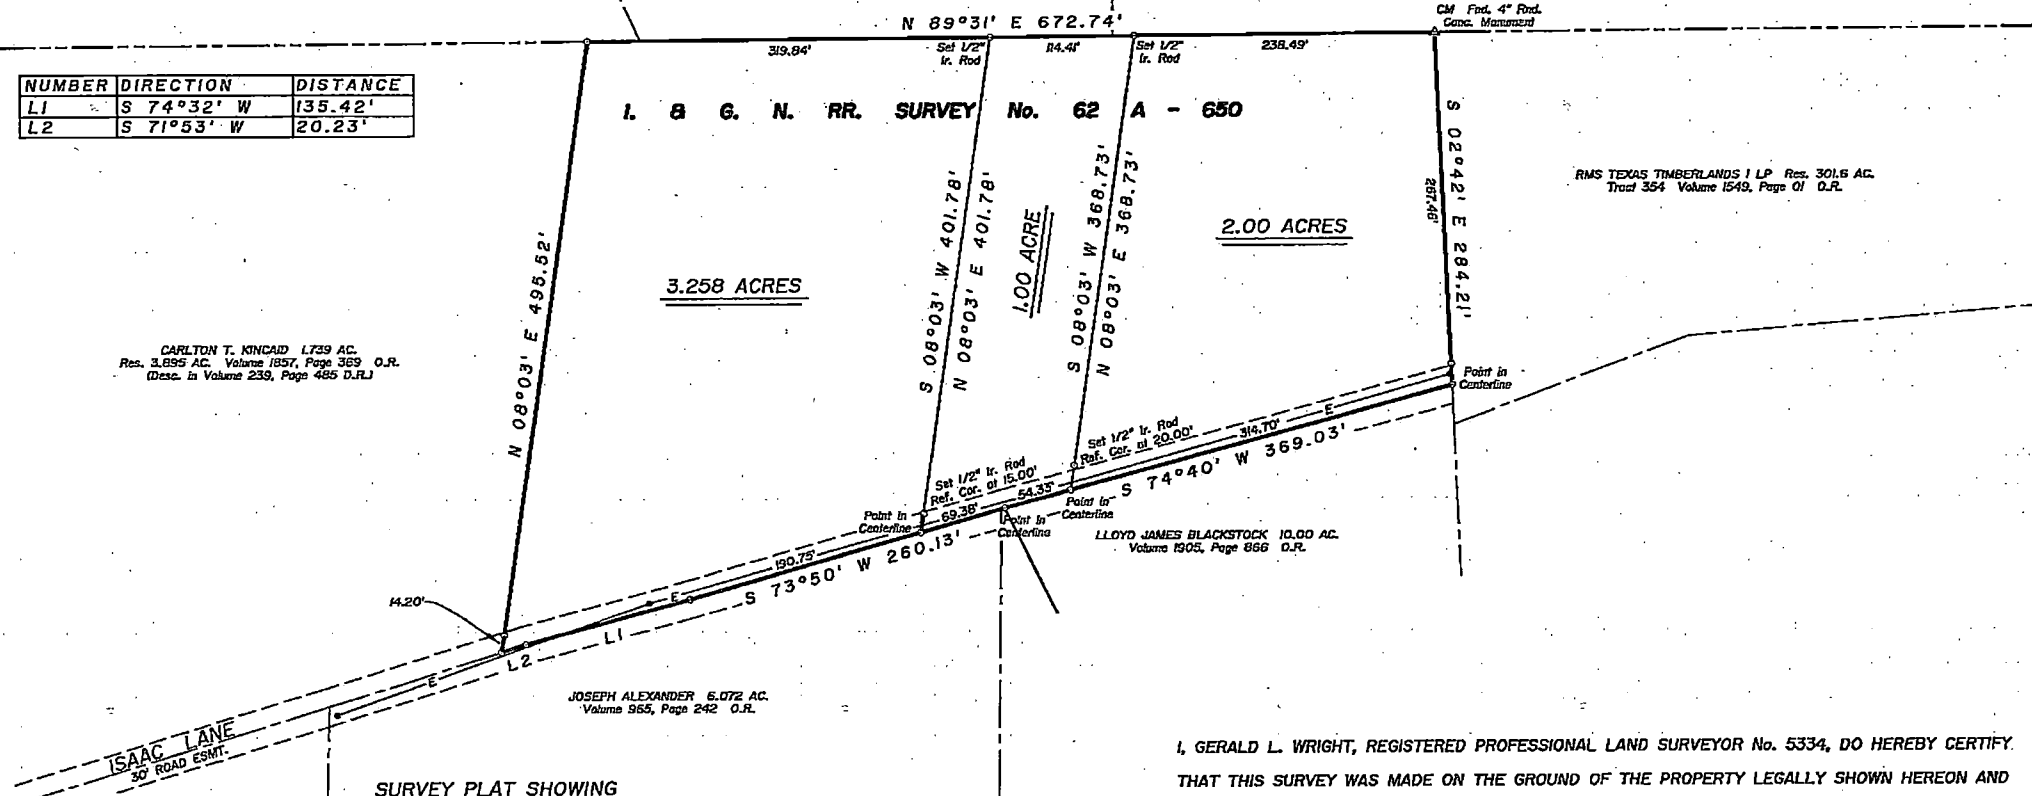 N 89°31' E 672.74'
CM Fnd. 4" Rnd.
Conc. Monument
319.84'
Set 1/2"
Ir. Rod
114.41'
Set 1/2"
Ir. Rod
238.49'
NUMBER DIRECTION DISTANCE
L1 S 74°32' W 135.42'
L2 S 71°53' W 20.23'
I. & G. N. RR. SURVEY No. 62 A - 650
N 08°03' E 495.52'
S 08°03' W 401.78'
N 08°03' E 401.78'
S 08°03' W 368.73'
N 08°03' E 368.73'
S 02°42' E 284.21'
267.46'
RMS TEXAS TIMBERLANDS I LP Res. 301.6 AC.
Tract 354 Volume 1549, Page 01 O.R.
3.258 ACRES
1.00 ACRE
2.00 ACRES
CARLTON T. KINCAID 1.739 AC.
Res. 3.895 AC. Volume 1857, Page 369 O.R.
(Desc. in Volume 239, Page 485 D.R.)
Point In
Centerline
Set 1/2" Ir. Rod
Ref. Cor. at 20.00'
E
314.70'
S 74°40' W 369.03'
Set 1/2" Ir. Rod
Ref. Cor. at 15.00'
54.33'
69.38'
Point In
Centerline
Point In
Centerline
Point In
Centerline
LLOYD JAMES BLACKSTOCK 10.00 AC.
Volume 1905, Page 866 O.R.
190.75'
S 73°50' W 260.13'
E
14.20'
L1
L2
E
JOSEPH ALEXANDER 6.072 AC.
Volume 965, Page 242 O.R.
ISAAC LANE
30' ROAD ESMT.
SURVEY PLAT SHOWING
I, GERALD L. WRIGHT, REGISTERED PROFESSIONAL LAND SURVEYOR No. 5334, DO HEREBY CERTIFY
THAT THIS SURVEY WAS MADE ON THE GROUND OF THE PROPERTY LEGALLY SHOWN HEREON AND